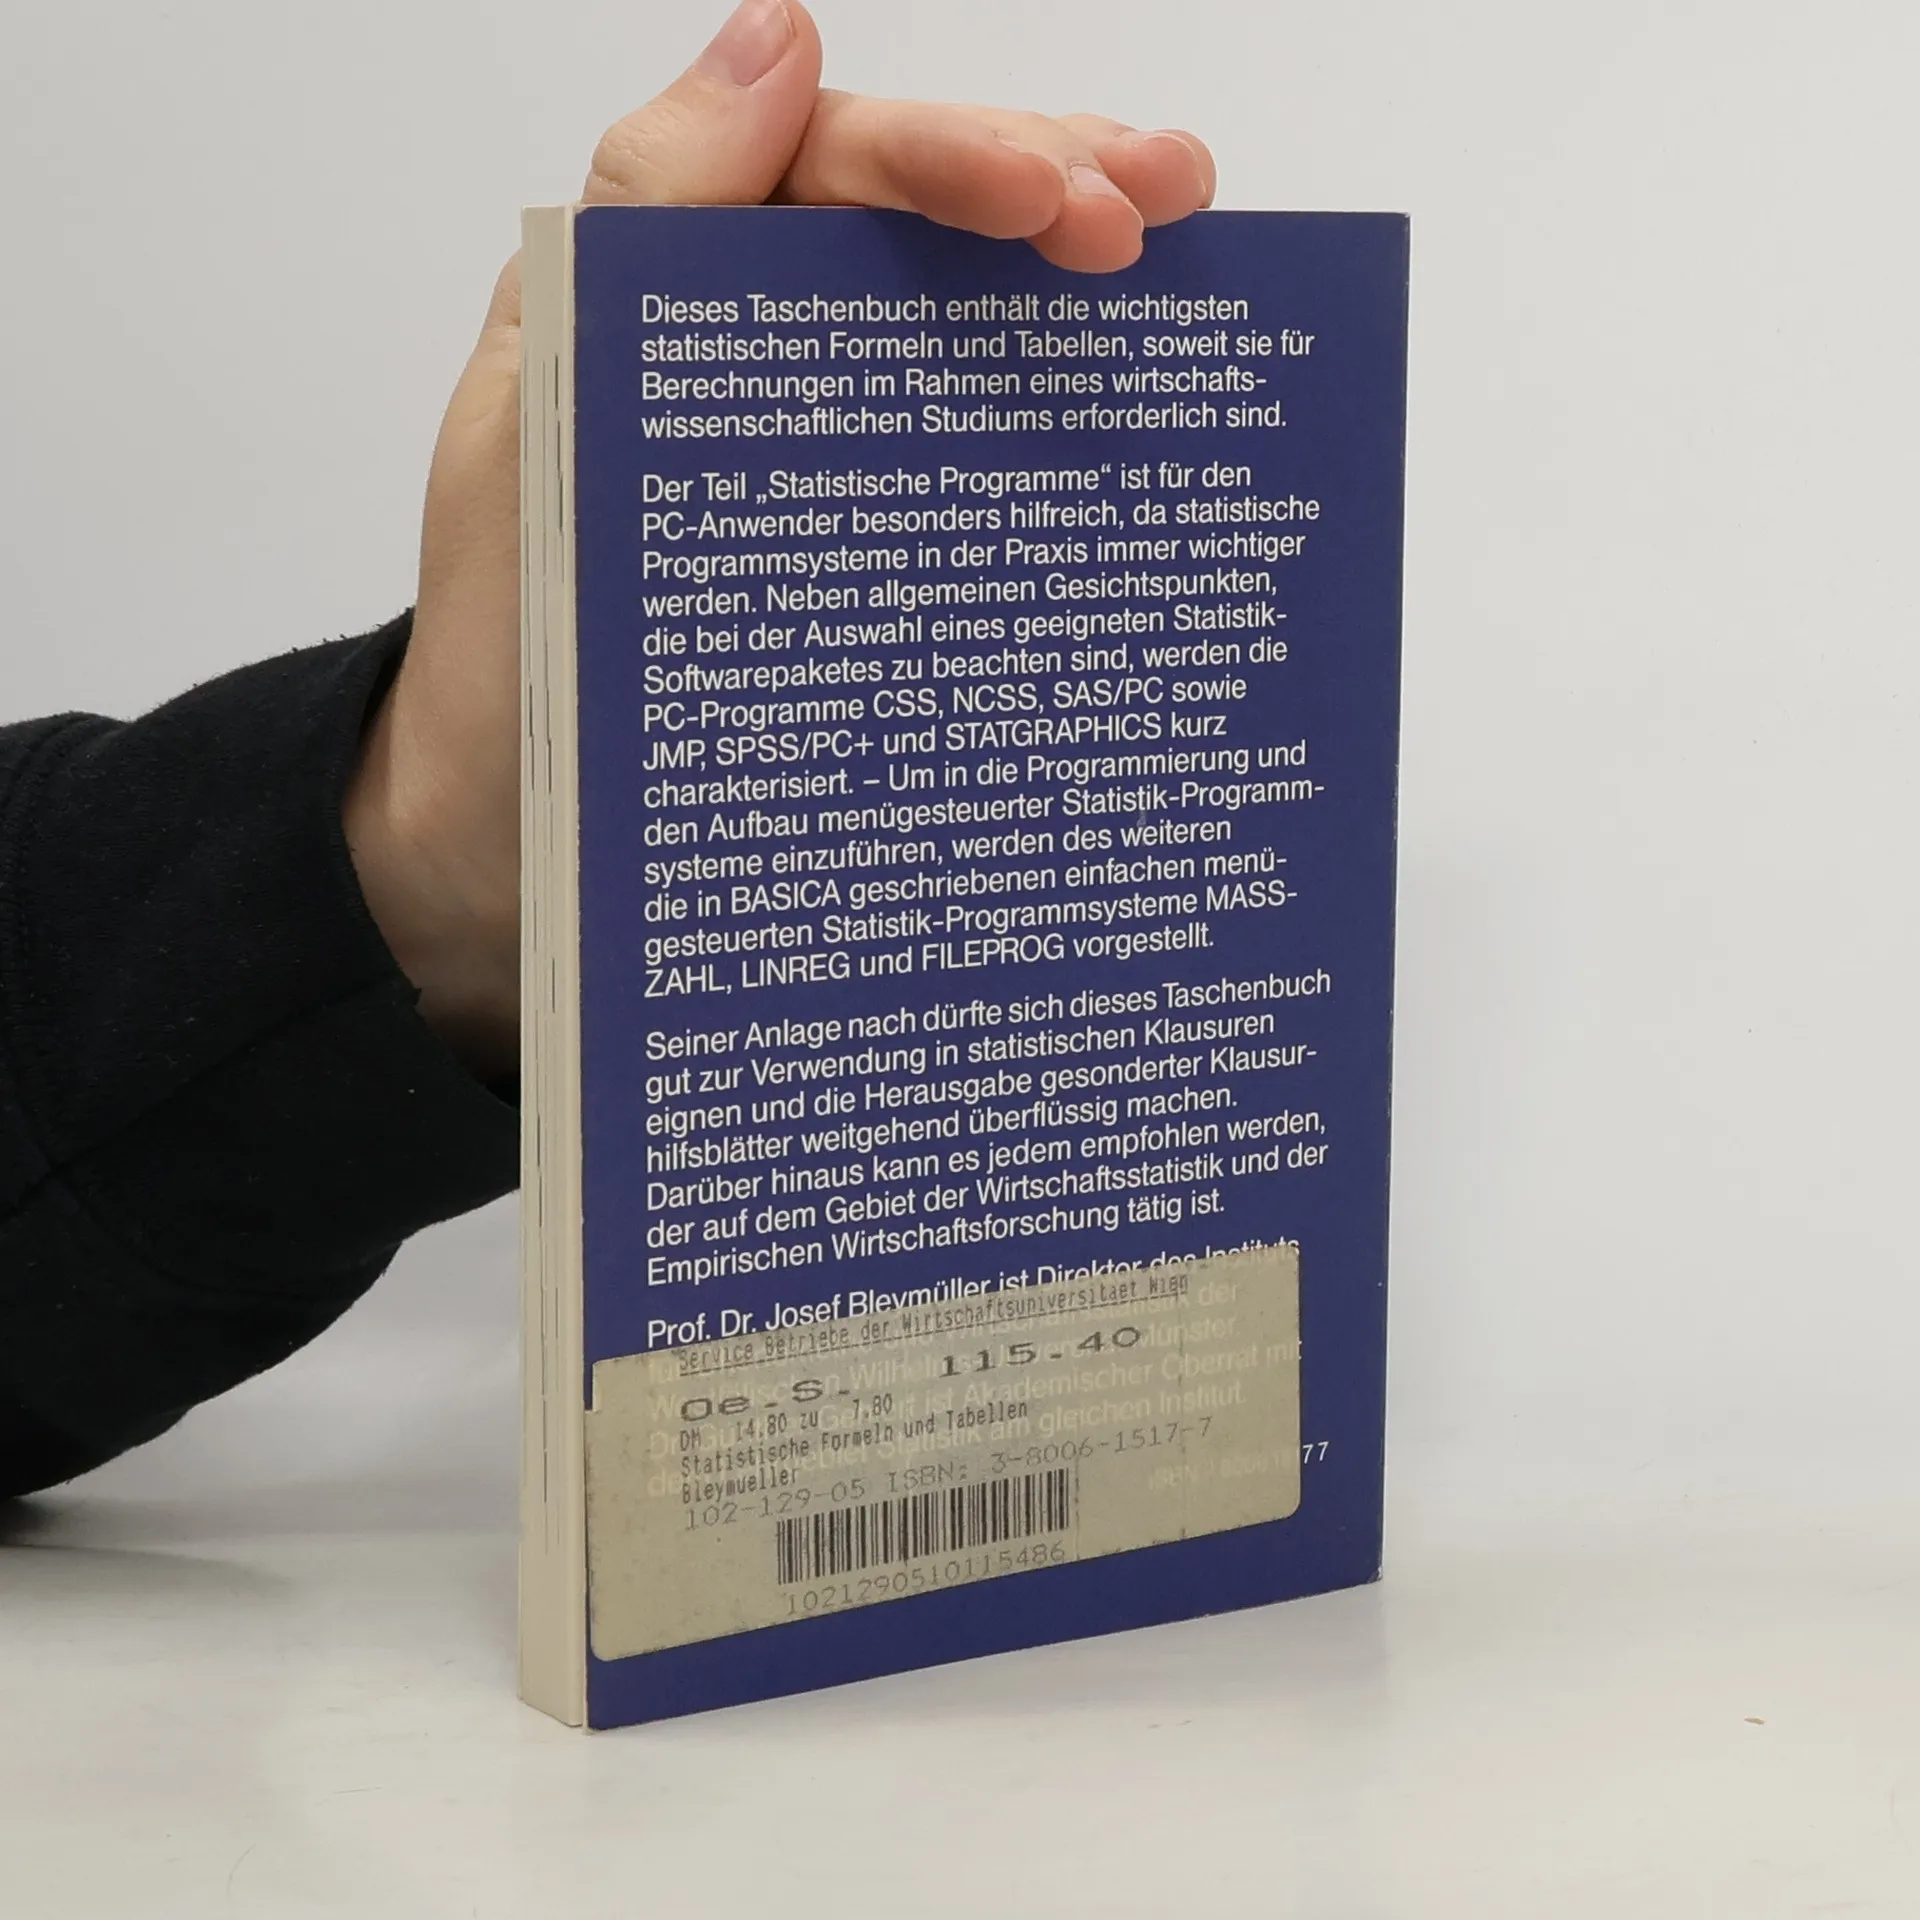 Dieses Taschenbuch enthält die wichtigsten
statistischen Formeln und Tabellen, soweit sie für
Berechnungen im Rahmen eines wirtschafts-
wissenschaftlichen Studiums erforderlich sind.
Der Teil „Statistische Programme“ ist für den
PC-Anwender besonders hilfreich, da statistische
Programmsysteme in der Praxis immer wichtiger
werden. Neben allgemeinen Gesichtspunkten,
die bei der Auswahl eines geeigneten Statistik-
Softwarepaketes zu beachten sind, werden die
PC-Programme CSS, NCSS, SAS/PC sowie
JMP, SPSS/PC+ und STATGRAPHICS kurz
charakterisiert. – Um in die Programmierung und
den Aufbau menügesteuerter Statistik-Programm-
systeme einzuführen, werden des weiteren
die in BASICA geschriebenen einfachen menü-
gesteuerten Statistik-Programmsysteme MASS-
ZAHL, LINREG und FILEPROG vorgestellt.
Seiner Anlage nach dürfte sich dieses Taschenbuch
gut zur Verwendung in statistischen Klausuren
eignen und die Herausgabe gesonderter Klausur-
hilfsblätter weitgehend überflüssig machen.
Darüber hinaus kann es jedem empfohlen werden,
der auf dem Gebiet der Wirtschaftsstatistik und der
Empirischen Wirtschaftsforschung tätig ist.
Prof. Dr. Josef Bleymüller ist Direktor des Instituts
Service Betriebe der Wirtschaftsuniversitaet Wien
Oe.S. 115.40
DM 14.80 zu 7.80
Statistische Formeln und Tabellen
Bleymueller
102-129-05 ISBN: 3-8006-1517-7
1021290510115486